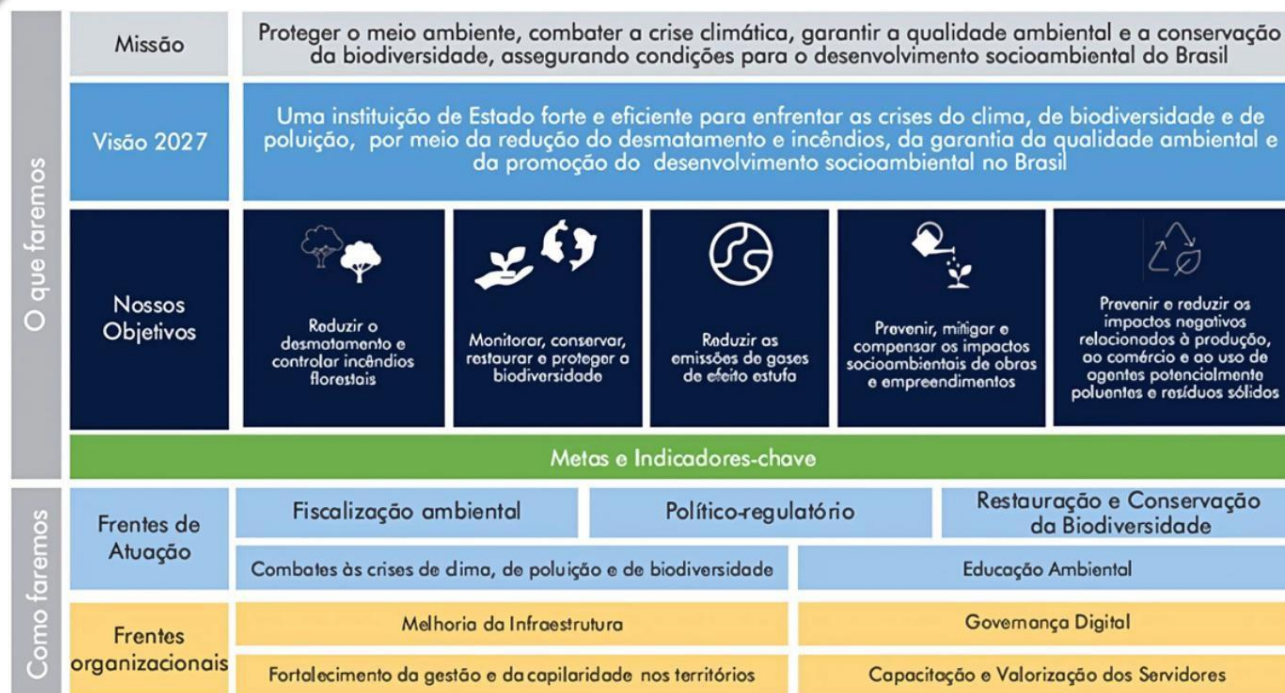 O que faremos
Missão
Proteger o meio ambiente, combater a crise climática, garantir a qualidade ambiental e a conservação
da biodiversidade, assegurando condições para o desenvolvimento socioambiental do Brasil
Visão 2027
Uma instituição de Estado forte e eficiente para enfrentar as crises do clima, de biodiversidade e de
poluição, por meio da redução do desmatamento e incêndios, da garantia da qualidade ambiental e
da promoção do desenvolvimento socioambiental no Brasil
Nossos
Objetivos
Reduzir o
desmatamento e
controlar incêndios
florestais
Monitorar, conservar,
restaurar e proteger a
biodiversidade
Reduzir as
emissões de gases
de efeito estufa
Prevenir, mitigar e
compensar os impactos
socioambientais de obras
e empreendimentos
Prevenir e reduzir os
impactos negativos
relacionados à produção,
ao comércio e ao uso de
agentes potencialmente
poluentes e resíduos sólidos
Metas e Indicadores-chave
Como faremos
Frentes de
Atuação
Fiscalização ambiental
Político-regulatório
Restauração e Conservação
da Biodiversidade
Combates às crises de clima, de poluição e de biodiversidade
Educação Ambiental
Frentes
organizacionais
Melhoria da Infraestrutura
Governança Digital
Fortalecimento da gestão e da capilaridade nos territórios
Capacitação e Valorização dos Servidores